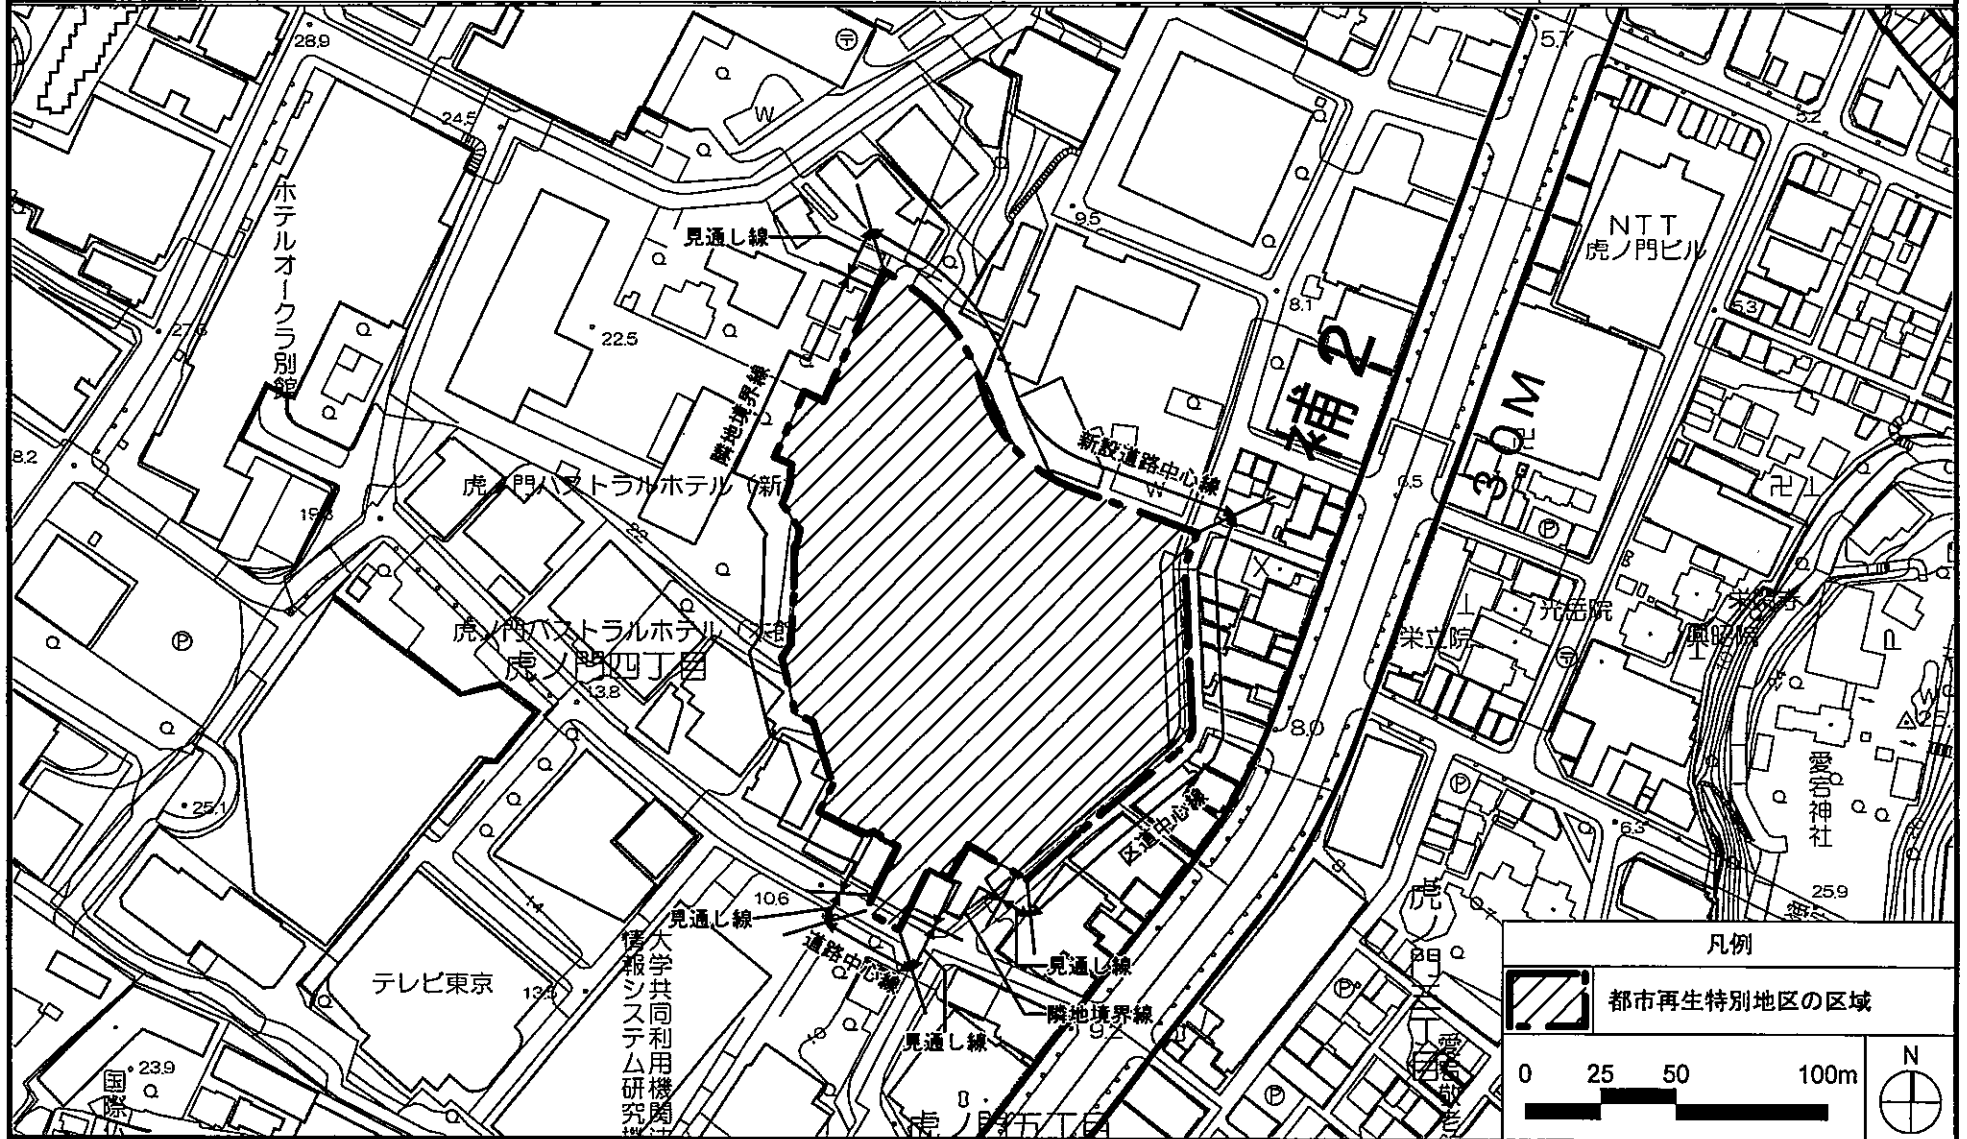 28.9
24.5
W
5.7
5.2
ホテルオークラ別館
見通し線
9.5
NTT
虎ノ門ビル
22.5
8.1
5.3
27.6
補2
30M
隣地境界線
新設道路中心線
W
8.2
虎ノ門パストラルホテル(新
6.5
P
P
虎ノ門パストラルホテル(本館
虎ノ門四丁目
13.8
栄立院
光岳院
8.0
25.1
愛宕神社
区道中心線
P
6.3
25.9
10.6
見通し線
道路中心線
見通し線
隣地境界線
見通し線
テレビ東京
大学共同利用機関法
情報システム研究機
P
P
23.9
国際
虎ノ門五丁目
凡例
都市再生特別地区の区域
0 25 50 100m
N